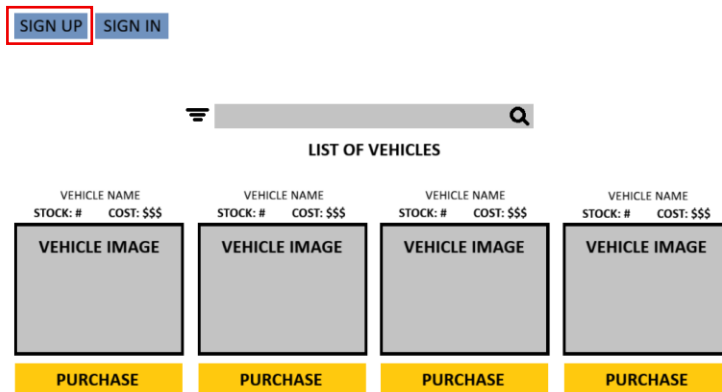 SIGN UP SIGN IN
LIST OF VEHICLES
VEHICLE NAME VEHICLE NAME VEHICLE NAME VEHICLE NAME
STOCK: # COST: $$$ STOCK: # COST: $$$ STOCK: # COST: $$$ STOCK: # COST: $$$
VEHICLE IMAGE VEHICLE IMAGE VEHICLE IMAGE VEHICLE IMAGE
PURCHASE PURCHASE PURCHASE PURCHASE